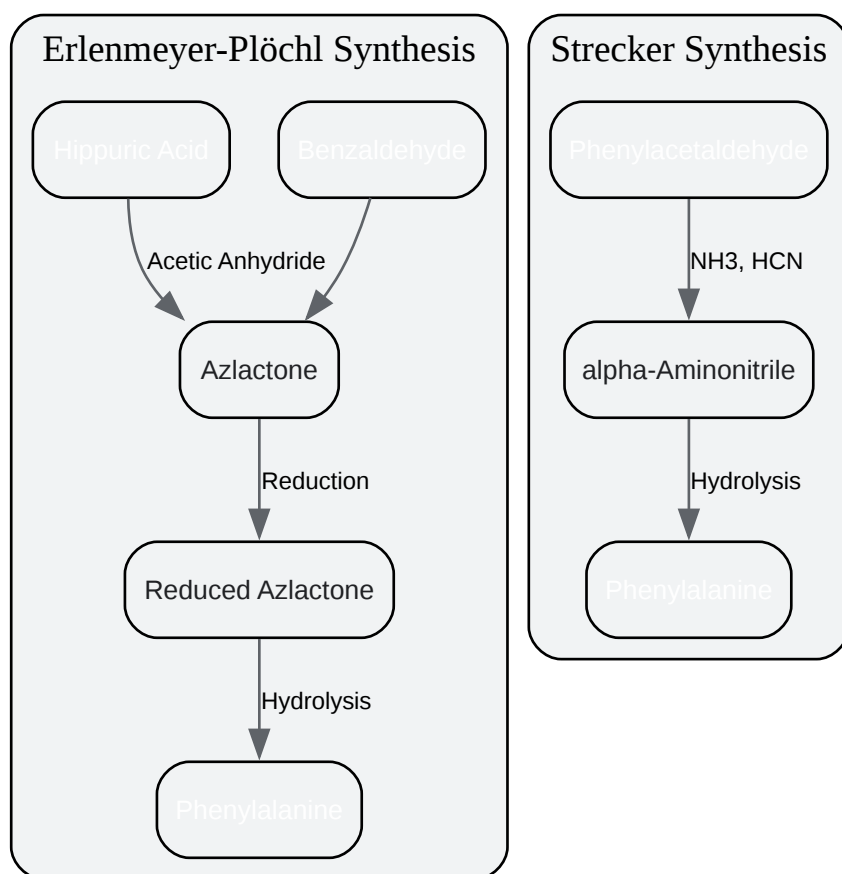 Erlenmeyer-Plöchl Synthesis
Hippuric Acid
Benzaldehyde
Acetic Anhydride
Azlactone
Reduction
Reduced Azlactone
Hydrolysis
Phenylalanine
Strecker Synthesis
Phenylacetaldehyde
NH3, HCN
alpha-Aminonitrile
Hydrolysis
Phenylalanine